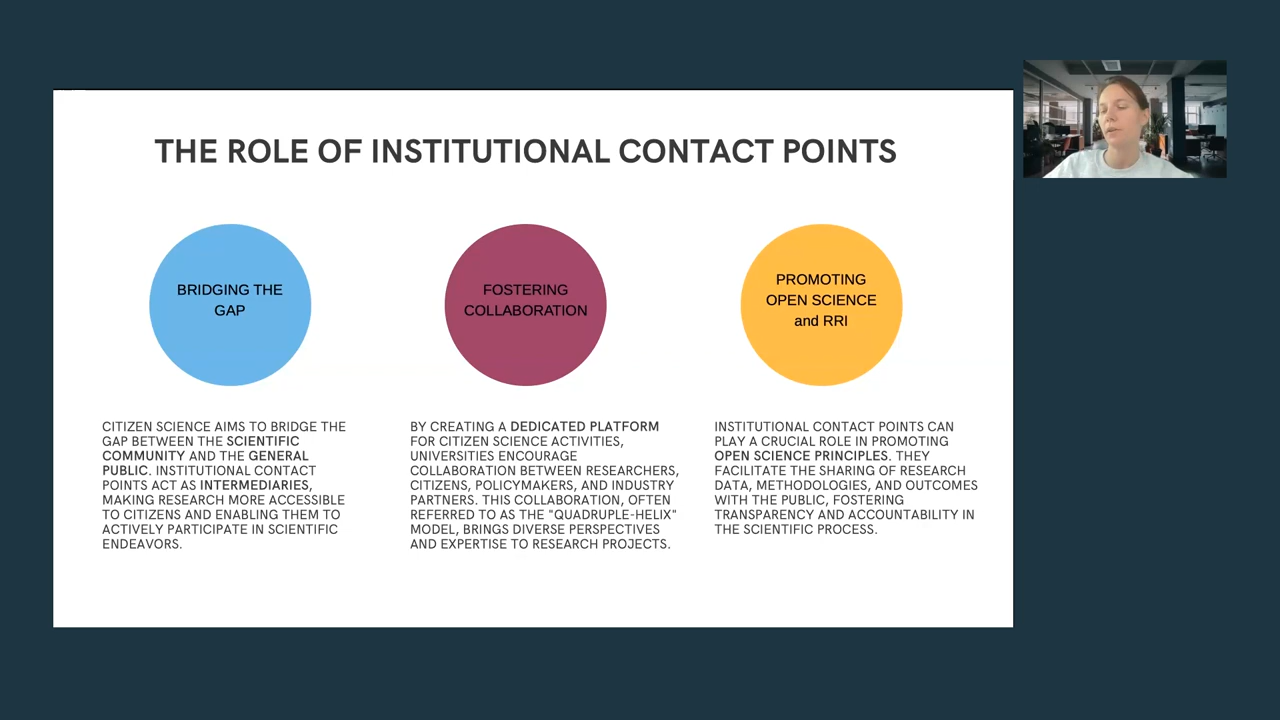 THE ROLE OF INSTITUTIONAL CONTACT POINTS
BRIDGING THE
GAP
CITIZEN SCIENCE AIMS TO BRIDGE THE
GAP BETWEEN THE SCIENTIFIC
COMMUNITY AND THE GENERAL
PUBLIC. INSTITUTIONAL CONTACT
POINTS ACT AS INTERMEDIARIES,
MAKING RESEARCH MORE ACCESSIBLE
TO CITIZENS AND ENABLING THEM TO
ACTIVELY PARTICIPATE IN SCIENTIFIC
ENDEAVORS.
FOSTERING
COLLABORATION
BY CREATING A DEDICATED PLATFORM
FOR CITIZEN SCIENCE ACTIVITIES,
UNIVERSITIES ENCOURAGE
COLLABORATION BETWEEN RESEARCHERS,
CITIZENS, POLICYMAKERS, AND INDUSTRY
PARTNERS. THIS COLLABORATION, OFTEN
REFERRED TO AS THE "QUADRUPLE-HELIX"
MODEL, BRINGS DIVERSE PERSPECTIVES
AND EXPERTISE TO RESEARCH PROJECTS.
PROMOTING
OPEN SCIENCE
and RRI
INSTITUTIONAL CONTACT POINTS CAN
PLAY A CRUCIAL ROLE IN PROMOTING
OPEN SCIENCE PRINCIPLES. THEY
FACILITATE THE SHARING OF RESEARCH
DATA, METHODOLOGIES, AND OUTCOMES
WITH THE PUBLIC, FOSTERING
TRANSPARENCY AND ACCOUNTABILITY IN
THE SCIENTIFIC PROCESS.